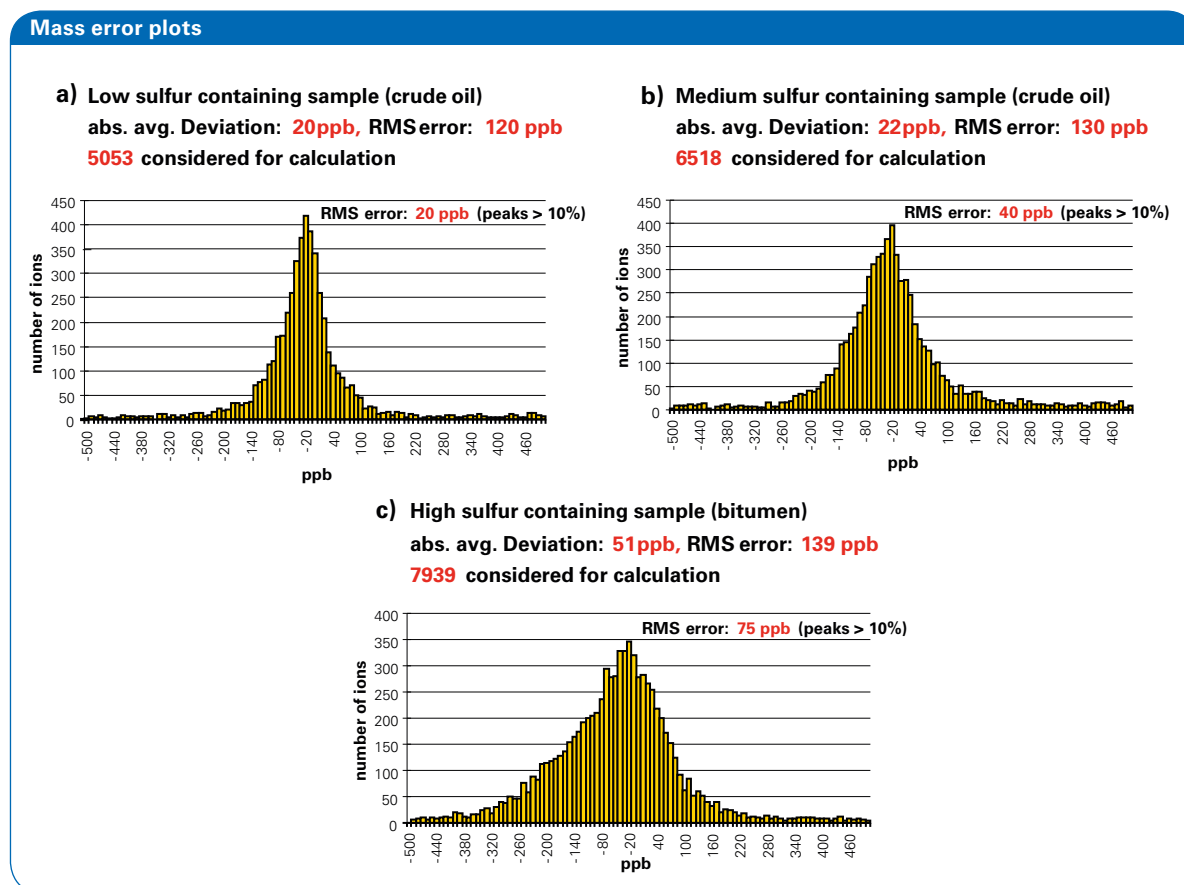 Mass error plots
a) Low sulfur containing sample (crude oil)
abs. avg. Deviation: 20ppb, RMS error: 120 ppb
5053 considered for calculation
RMS error: 20 ppb (peaks > 10%)
450
400
350
300
250
200
150
100
50
0
number of ions
-500 -440 -380 -320 -260 -200 -140 -80 -20 40 100 160 220 280 340 400 460
ppb
b) Medium sulfur containing sample (crude oil)
abs. avg. Deviation: 22ppb, RMS error: 130 ppb
6518 considered for calculation
RMS error: 40 ppb (peaks > 10%)
450
400
350
300
250
200
150
100
50
0
number of ions
-500 -440 -380 -320 -260 -200 -140 -80 -20 40 100 160 220 280 340 400 460
ppb
c) High sulfur containing sample (bitumen)
abs. avg. Deviation: 51ppb, RMS error: 139 ppb
7939 considered for calculation
RMS error: 75 ppb (peaks > 10%)
400
350
300
250
200
150
100
50
0
number of ions
-500 -440 -380 -320 -260 -200 -140 -80 -20 40 100 160 220 280 340 400 460
ppb